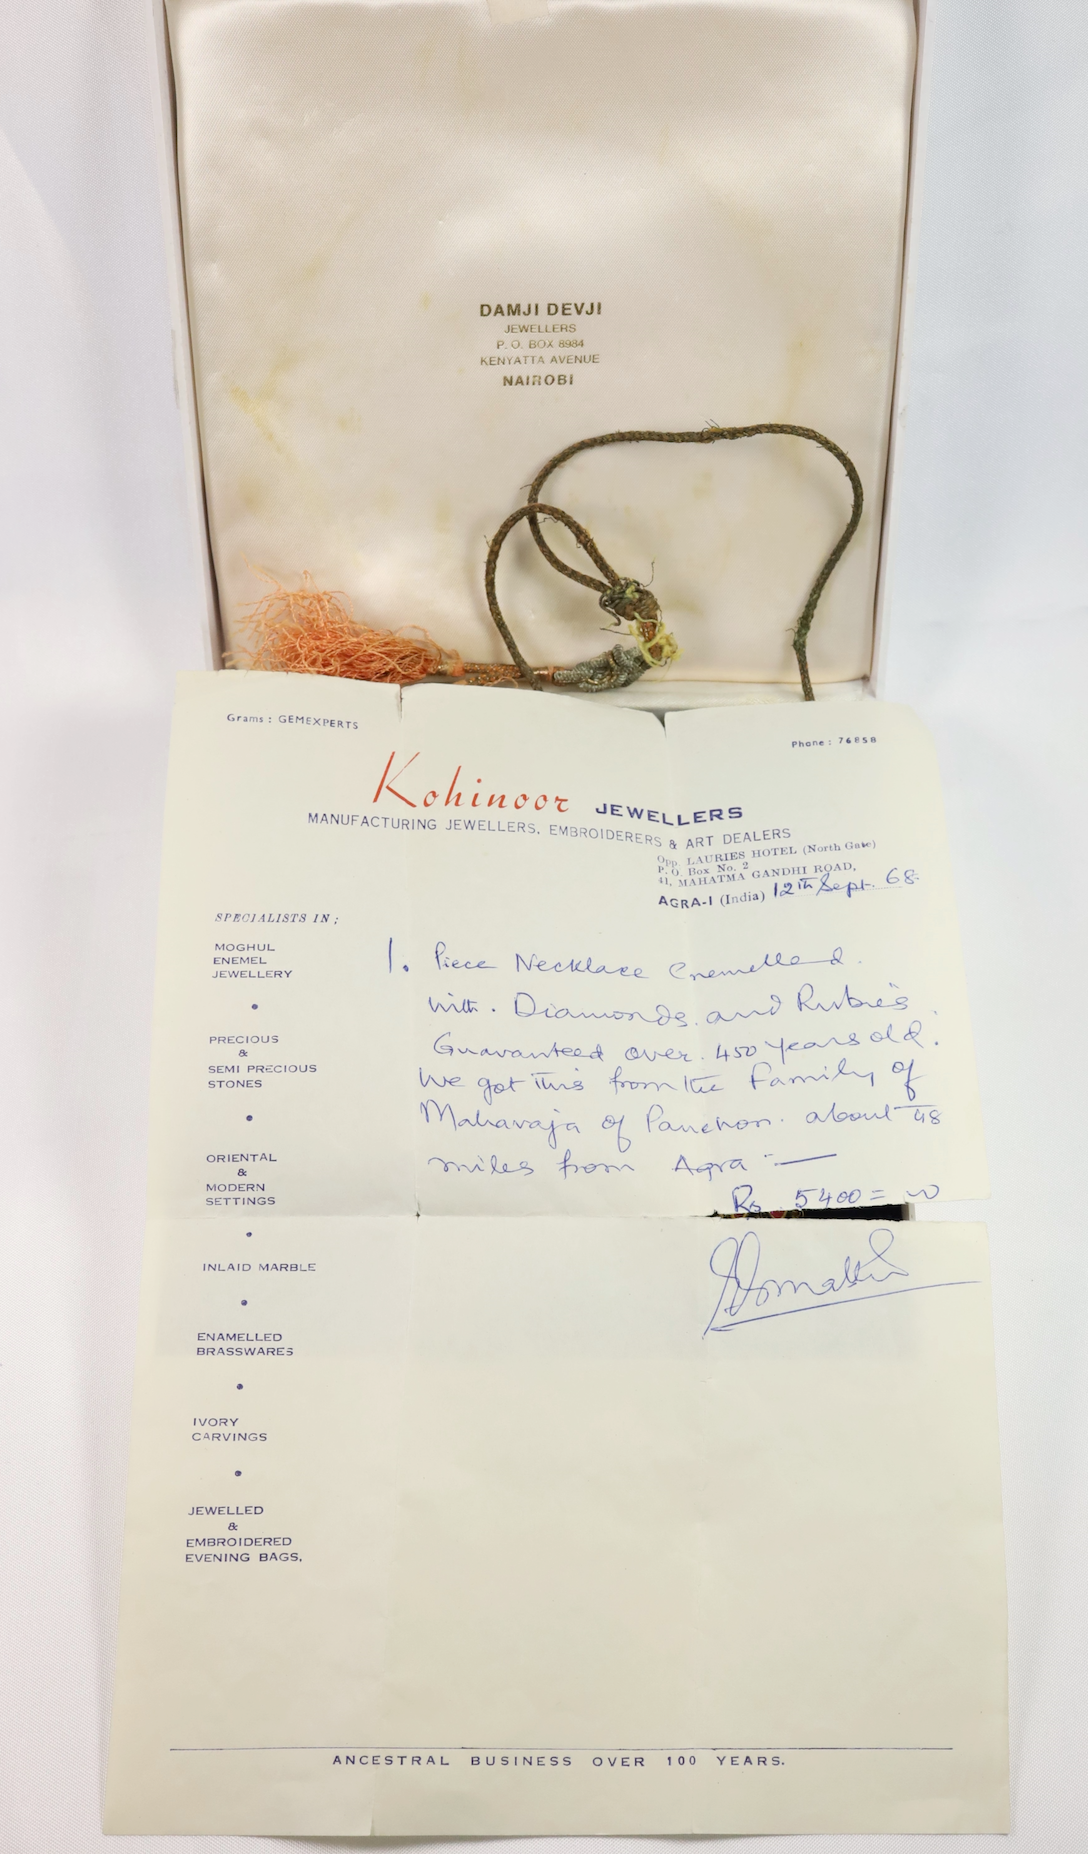 DAMJI DEVJI
JEWELLERS
P. O. BOX 8984
KENYATTA AVENUE
NAIROBI
Grams : GEMEXPERTS
Phone : 76858
Kohinoor JEWELLERS
MANUFACTURING JEWELLERS, EMBROIDERERS & ART DEALERS
Opp. LAURIES HOTEL (North Gate)
P. O. Box No. 2
41, MAHATMA GANDHI ROAD,
AGRA-1 (India) 12th Sept. 68
SPECIALISTS IN :
MOGHUL
ENEMEL
JEWELLERY
PRECIOUS
&
SEMI PRECIOUS
STONES
ORIENTAL
&
MODERN
SETTINGS
INLAID MARBLE
ENAMELLED
BRASSWARES
IVORY
CARVINGS
JEWELLED
&
EMBROIDERED
EVENING BAGS.
1. Piece Necklace Enemelled.
with. Diamonds. and Rubies.
Guaranteed over. 450 years old.
We got this from the family of
Maharaja of about 48
miles from Agra :—
Rs. 5400 =
ANCESTRAL BUSINESS OVER 100 YEARS.